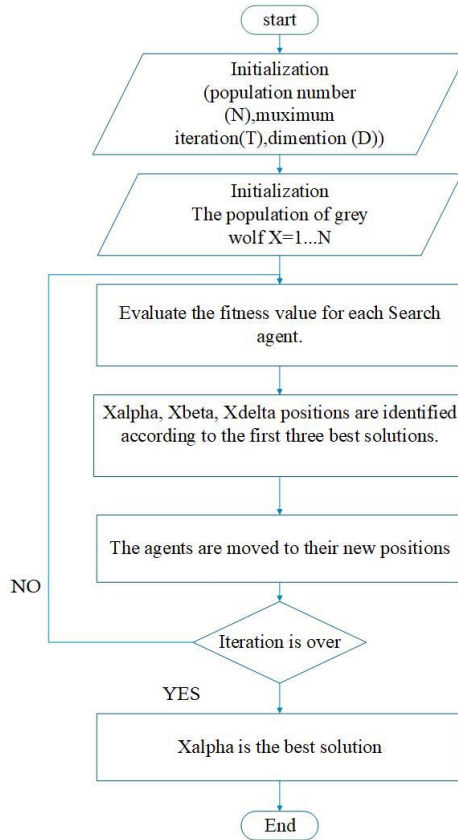 start
Initialization
(population number
(N),muximum
iteration(T),dimention (D))
Initialization
The population of grey
wolf X=1...N
Evaluate the fitness value for each Search
agent.
Xalpha, Xbeta, Xdelta positions are identified
according to the first three best solutions.
The agents are moved to their new positions
NO
Iteration is over
YES
Xalpha is the best solution
End